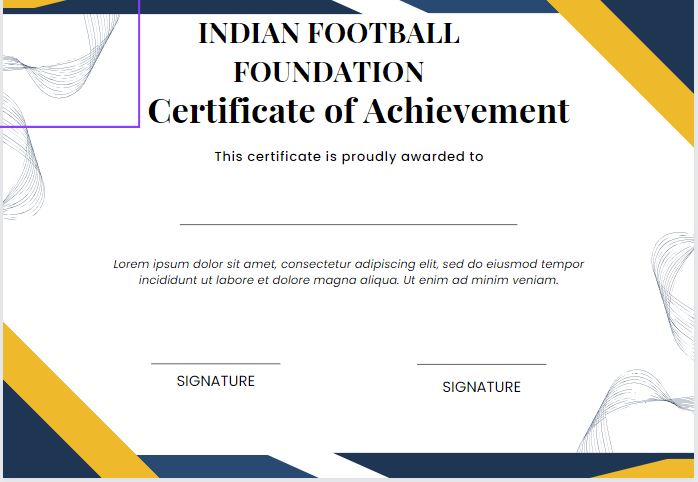 INDIAN FOOTBALL
FOUNDATION
Certificate of Achievement
This certificate is proudly awarded to
Lorem ipsum dolor sit amet, consectetur adipiscing elit, sed do eiusmod tempor
incididunt ut labore et dolore magna aliqua. Ut enim ad minim veniam.
SIGNATURE
SIGNATURE